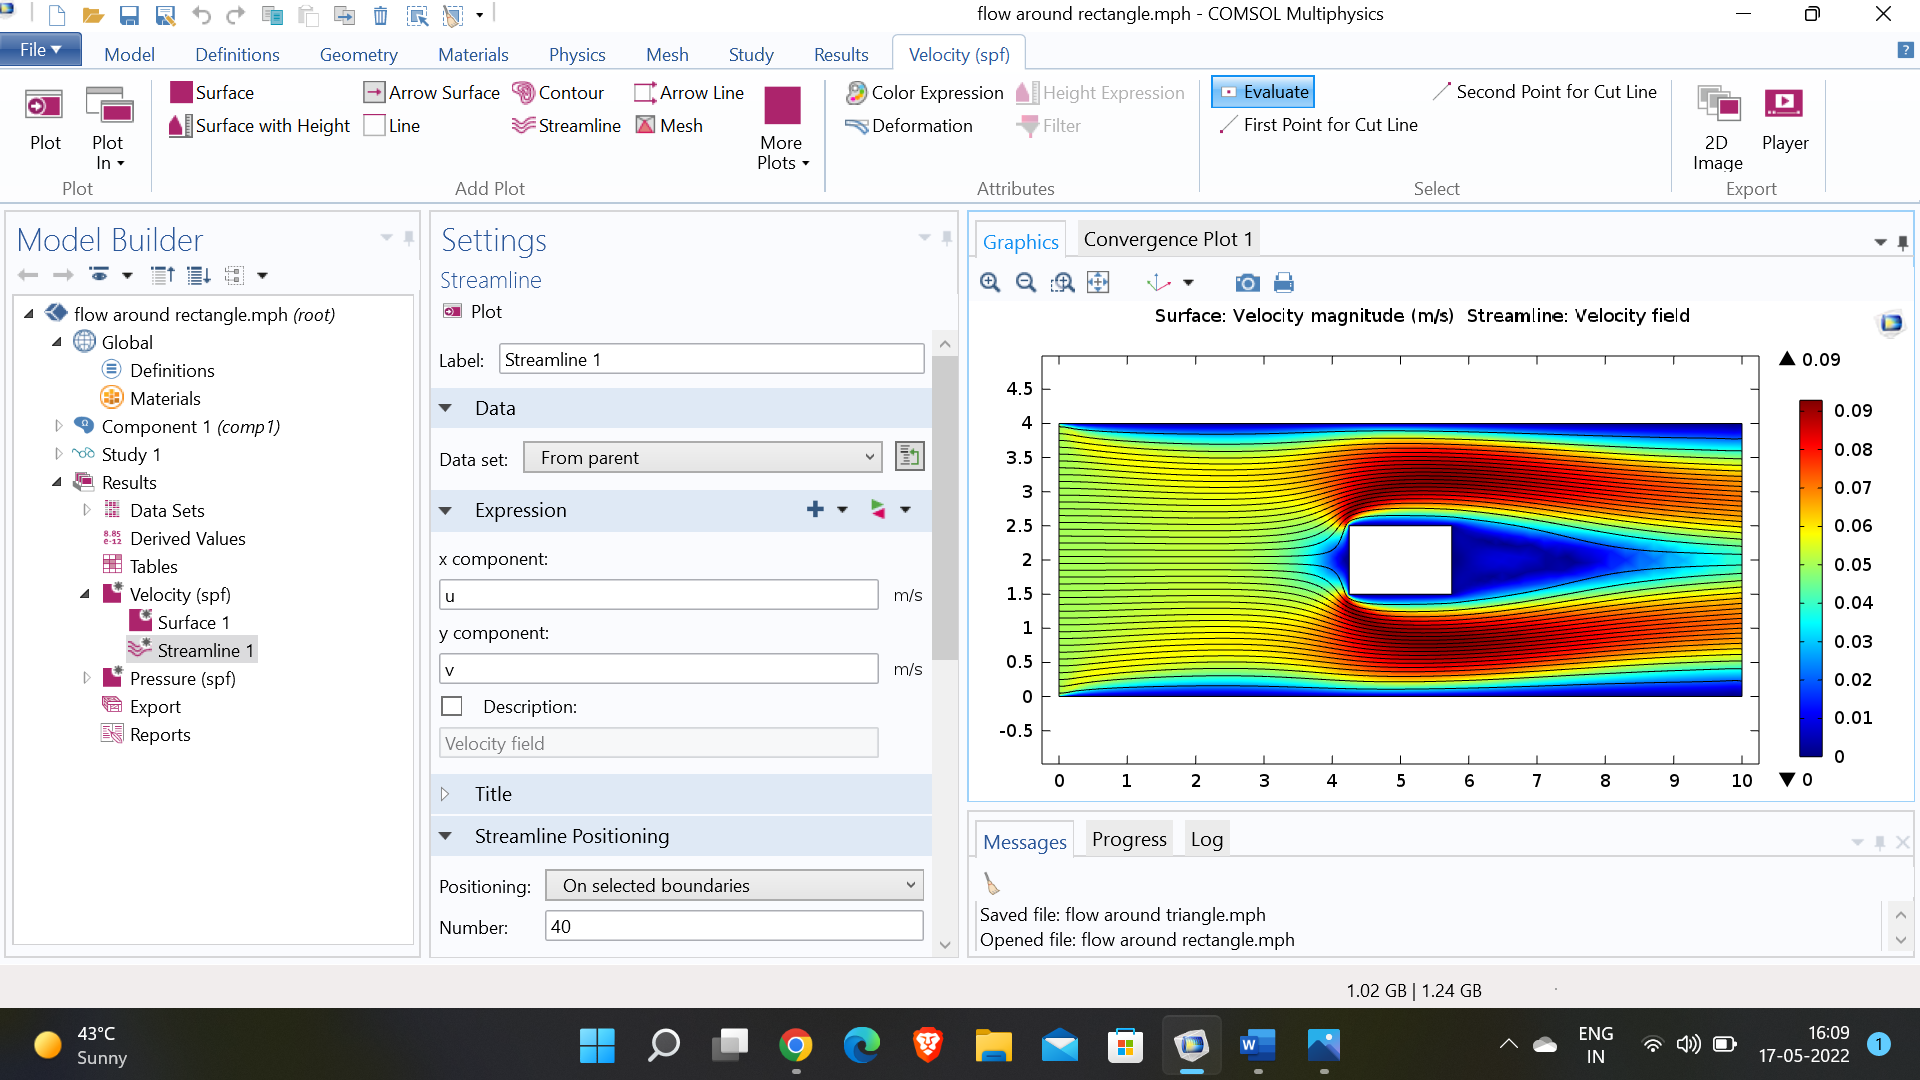 flow around rectangle.mph - COMSOL Multiphysics
File Model Definitions Geometry Materials Physics Mesh Study Results Velocity (spf) ?
Surface Arrow Surface Contour Arrow Line
Surface with Height Line Streamline Mesh
Plot
Plot In
More Plots
Color Expression Height Expression
Deformation Filter
Evaluate Second Point for Cut Line
First Point for Cut Line
2D Image
Player
Plot Add Plot Attributes Select Export
Model Builder
flow around rectangle.mph (root)
Global
Definitions
Materials
Component 1 (comp1)
Study 1
Results
Data Sets
8.85
e-12
Derived Values
Tables
Velocity (spf)
Surface 1
Streamline 1
Pressure (spf)
Export
Reports
Settings
Streamline
Plot
Label: Streamline 1
Data
Data set: From parent
Expression
x component:
u m/s
y component:
v m/s
Description:
Velocity field
Title
Streamline Positioning
Positioning: On selected boundaries
Number: 40
Graphics Convergence Plot 1
Surface: Velocity magnitude (m/s) Streamline: Velocity field
4.5
4
3.5
3
2.5
2
1.5
1
0.5
0
-0.5
0 1 2 3 4 5 6 7 8 9 10
▲ 0.09
0.09
0.08
0.07
0.06
0.05
0.04
0.03
0.02
0.01
0
▼ 0
Messages Progress Log
Saved file: flow around triangle.mph
Opened file: flow around rectangle.mph
1.02 GB | 1.24 GB
43°C
Sunny
W
ENG
IN
16:09
17-05-2022
1